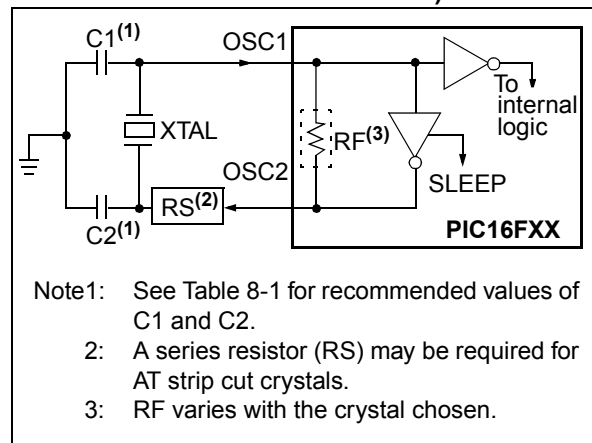 C1(1)
OSC1
To
internal
logic
XTAL
RF(3)
OSC2
SLEEP
RS(2)
C2(1)
PIC16FXX
Note1: See Table 8-1 for recommended values of
C1 and C2.
2: A series resistor (RS) may be required for
AT strip cut crystals.
3: RF varies with the crystal chosen.